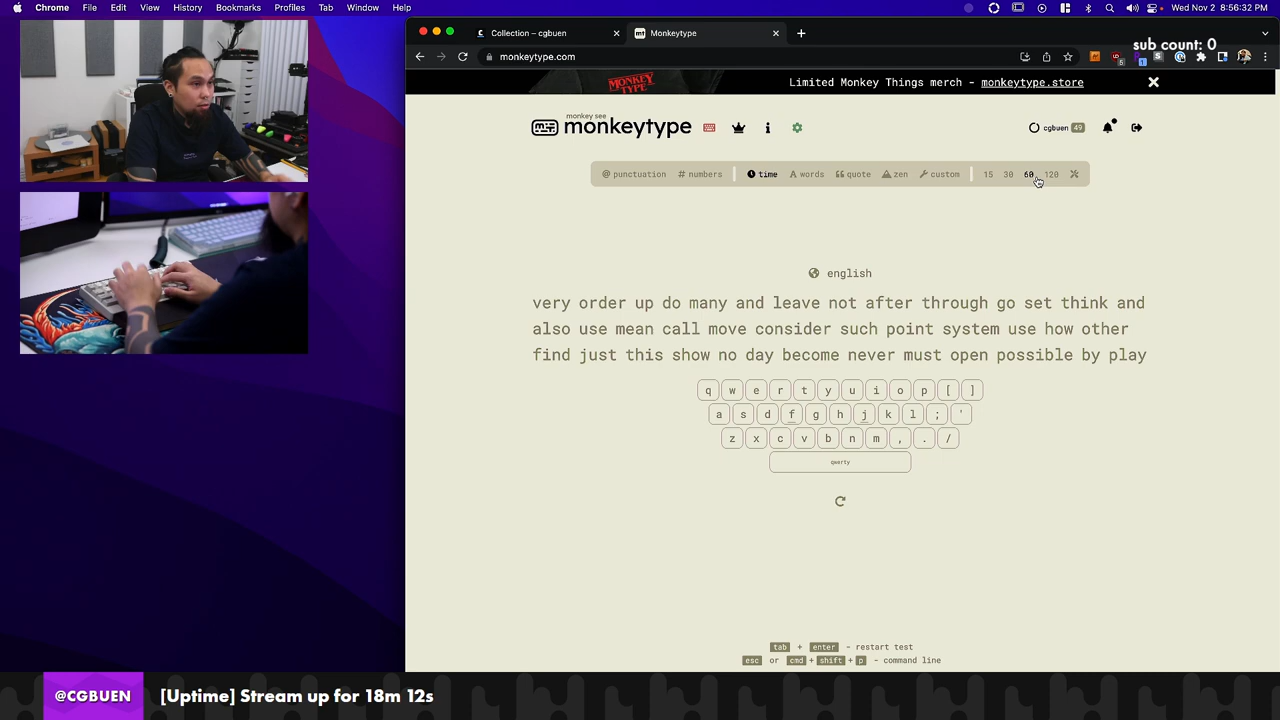 Chrome File Edit View History Bookmarks Profiles Tab Window Help
Wed Nov 2 8:56:32 PM
Collection – cgbuen
Monkeytype
monkeytype.com
sub count: 0
MONKEY TYPE
Limited Monkey Things merch - monkeytype.store
monkey see
monkeytype
cgbuen 49
@ punctuation # numbers time A words quote zen custom 15 30 60 120
english
very order up do many and leave not after through go set think and
also use mean call move consider such point system use how other
find just this show no day become never must open possible by play
q w e r t y u i o p [ ]
a s d f g h j k l ; '
z x c v b n m , . /
qwerty
tab + enter - restart test
esc or cmd + shift + p - command line
@CGBUEN
[Uptime] Stream up for 18m 12s